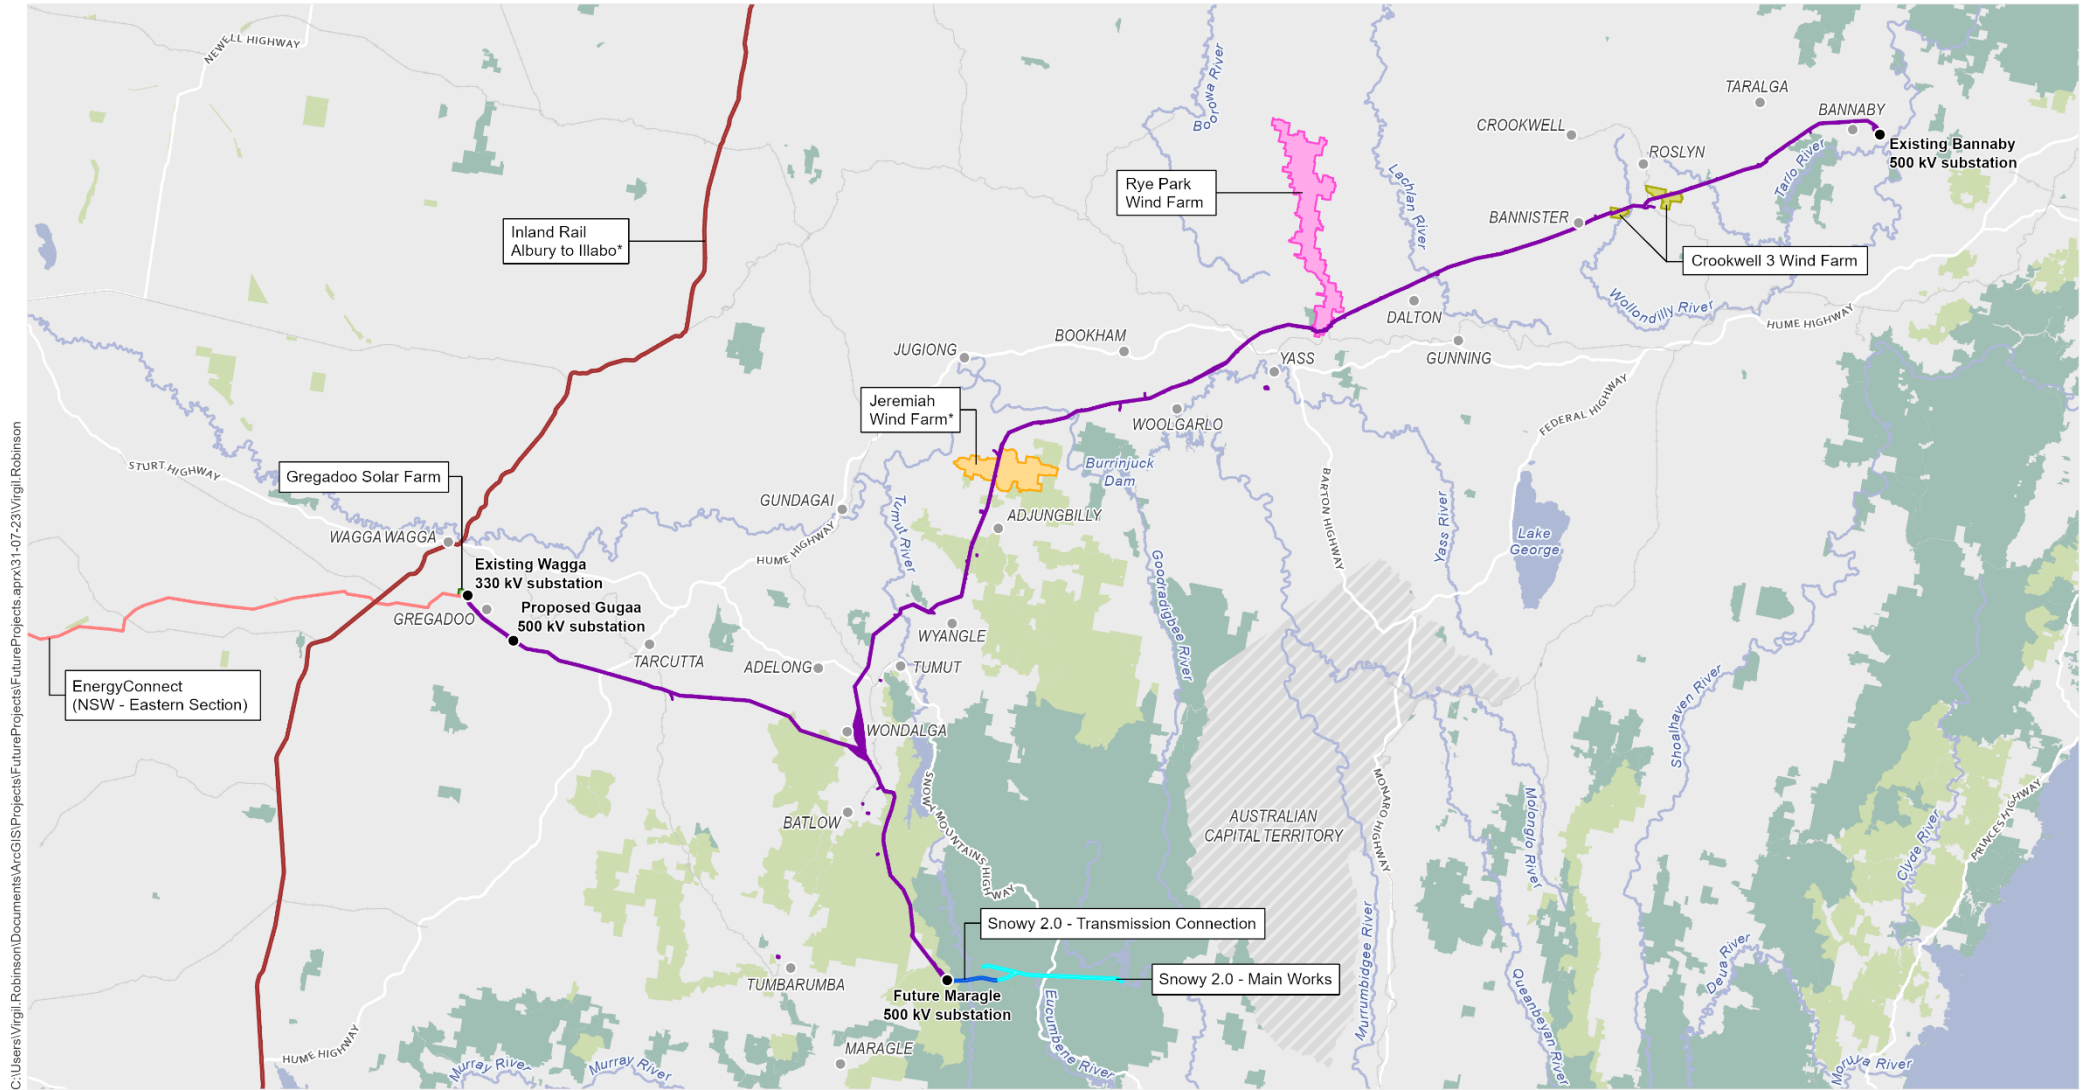 NEWELL HIGHWAY
Boorowa River
TARALGA
BANNABY
CROOKWELL
Existing Bannaby
500 kV substation
ROSLYN
Tarlo River
Rye Park
Wind Farm
Lachlan River
BANNISTER
Inland Rail
Albury to Illabo*
Crookwell 3 Wind Farm
Wollondilly River
HUME HIGHWAY
DALTON
BOOKHAM
JUGIONG
YASS
GUNNING
Jeremiah
Wind Farm*
WOOLGARLO
FEDERAL HIGHWAY
STURT HIGHWAY
Gregadoo Solar Farm
Burrinjuck
Dam
BARTON HIGHWAY
GUNDAGAI
Tumut River
ADJUNGBILLY
Yass River
Lake
George
WAGGA WAGGA
HUME HIGHWAY
Existing Wagga
330 kV substation
Goodradigbee River
Proposed Gugaa
500 kV substation
GREGADOO
WYANGLE
TARCUTTA
ADELONG
TUMUT
EnergyConnect
(NSW - Eastern Section)
Shoalhaven River
WONDALGA
SNOWY MOUNTAINS HIGHWAY
MONARO HIGHWAY
Molonglo River
BATLOW
AUSTRALIAN
CAPITAL TERRITORY
PRINCES HIGHWAY
Clyde River
Snowy 2.0 - Transmission Connection
Murrumbidgee River
Deua River
TUMBARUMBA
Snowy 2.0 - Main Works
Future Maragle
500 kV substation
Eucumbene River
Queanbeyan River
HUME HIGHWAY
MARAGLE
Murray River
Murray River
Moruya River
C:\Users\Virgil.Robinson\Documents\ArcGIS\Projects\FutureProjects\FutureProjects.aprx\31-07-23\Virgil.Robinson